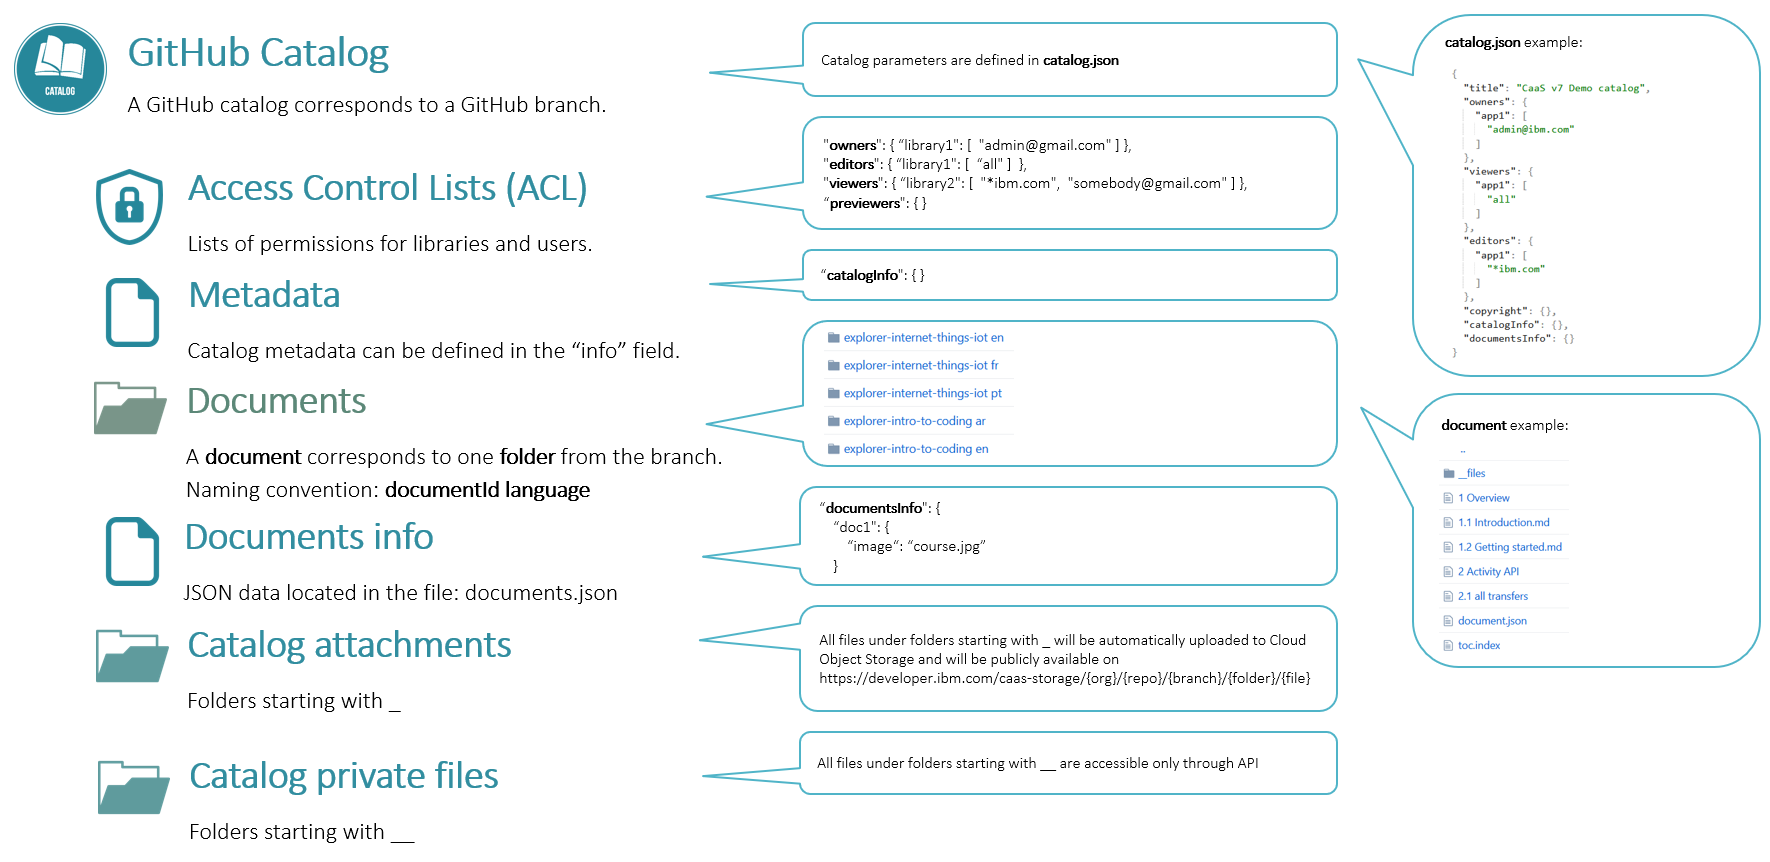 CATALOG
GitHub Catalog
A GitHub catalog corresponds to a GitHub branch.
Catalog parameters are defined in catalog.json
Access Control Lists (ACL)
Lists of permissions for libraries and users.
"owners": { “library1": [  "admin@gmail.com" ] },
"editors": { “library1": [  “all” ]  },
"viewers": { “library2": [  "*ibm.com",  "somebody@gmail.com" ] },
“previewers": { }
Metadata
Catalog metadata can be defined in the “info” field.
“catalogInfo": { }
Documents
A document corresponds to one folder from the branch.
Naming convention: documentId language
explorer-internet-things-iot en
explorer-internet-things-iot fr
explorer-internet-things-iot pt
explorer-intro-to-coding ar
explorer-intro-to-coding en
Documents info
JSON data located in the file: documents.json
“documentsInfo": {
“doc1": {
“image“: “course.jpg”
}
Catalog attachments
Folders starting with _
All files under folders starting with _ will be automatically uploaded to Cloud
Object Storage and will be publicly available on
https://developer.ibm.com/caas-storage/{org}/{repo}/{branch}/{folder}/{file}
Catalog private files
Folders starting with __
All files under folders starting with __ are accessible only through API
catalog.json example:
{
"title": "CaaS v7 Demo catalog",
"owners": {
"app1": [
"admin@ibm.com"
]
},
"viewers": {
"app1": [
"all"
]
},
"editors": {
"app1": [
"*ibm.com"
]
},
"copyright": {},
"catalogInfo": {},
"documentsInfo": {}
}
document example:
..
__files
1 Overview
1.1 Introduction.md
1.2 Getting started.md
2 Activity API
2.1 all transfers
document.json
toc.index